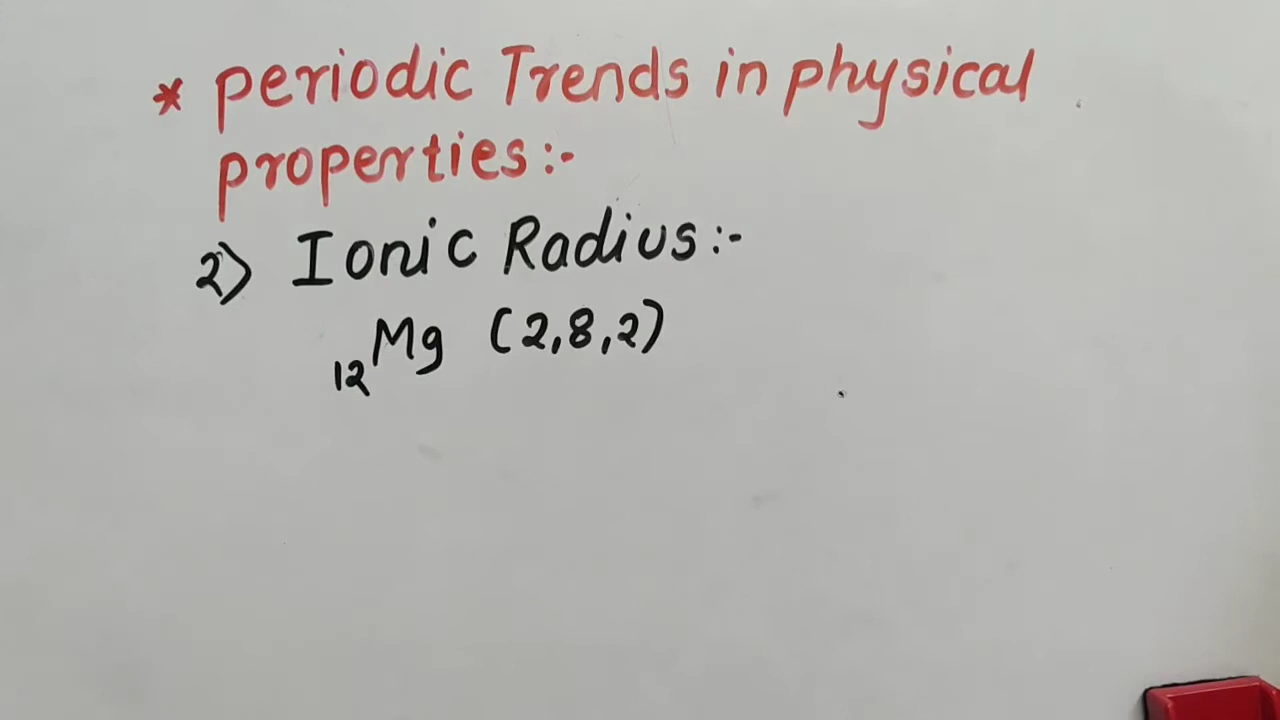 * periodic Trends in physical
properties:-
2) Ionic Radius:-
12Mg (2,8,2)